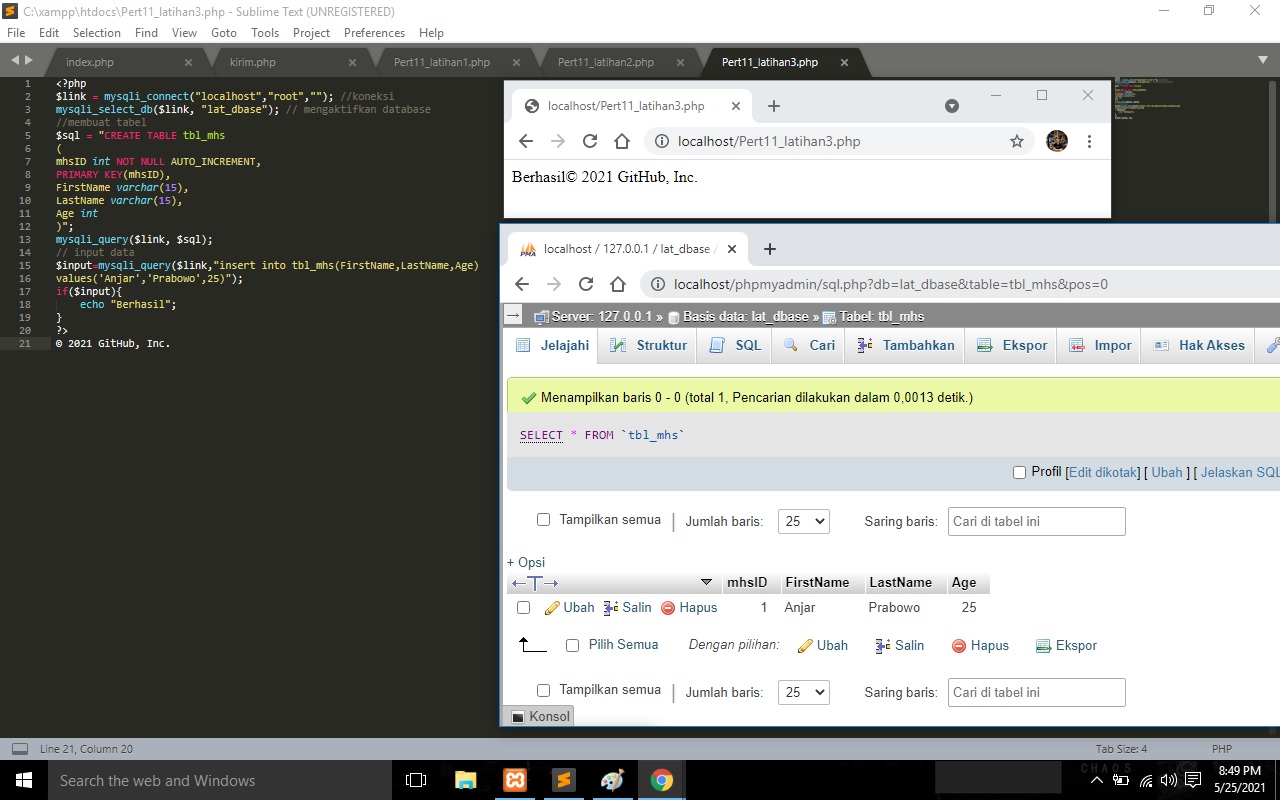 C:\xampp\htdocs\Pert11_latihan3.php - Sublime Text (UNREGISTERED)
File Edit Selection Find View Goto Tools Project Preferences Help
index.php kirim.php Pert11_latihan1.php Pert11_latihan2.php Pert11_latihan3.php
1 <?php
2 $link = mysqli_connect("localhost","root",""); //koneksi
3 mysqli_select_db($link, "lat_dbase"); // mengaktifkan database
4 //membuat tabel
5 $sql = "CREATE TABLE tbl_mhs
6 (
7 mhsID int NOT NULL AUTO_INCREMENT,
8 PRIMARY KEY(mhsID),
9 FirstName varchar(15),
10 LastName varchar(15),
11 Age int
12 )";
13 mysqli_query($link, $sql);
14 // input data
15 $input=mysqli_query($link,"insert into tbl_mhs(FirstName,LastName,Age)
16 values('Anjar','Prabowo',25)");
17 if($input){
18 echo "Berhasil";
19 }
20 ?>
21 © 2021 GitHub, Inc.
localhost/Pert11_latihan3.php
localhost/Pert11_latihan3.php
Berhasil© 2021 GitHub, Inc.
PMA localhost / 127.0.0.1 / lat_dbase /
localhost/phpmyadmin/sql.php?db=lat_dbase&table=tbl_mhs&pos=0
Server: 127.0.0.1 » Basis data: lat_dbase » Tabel: tbl_mhs
Jelajahi Struktur SQL Cari Tambahkan Ekspor Impor Hak Akses
Menampilkan baris 0 - 0 (total 1, Pencarian dilakukan dalam 0,0013 detik.)
SELECT * FROM `tbl_mhs`
Profil [Edit dikotak] [ Ubah ] [ Jelaskan SQL
Tampilkan semua | Jumlah baris: 25 Saring baris: Cari di tabel ini
+ Opsi
←T→ mhsID FirstName LastName Age
Ubah Salin Hapus 1 Anjar Prabowo 25
Pilih Semua Dengan pilihan: Ubah Salin Hapus Ekspor
Tampilkan semua | Jumlah baris: 25 Saring baris: Cari di tabel ini
Konsol
Line 21, Column 20 Tab Size: 4 PHP
Search the web and Windows
CHAOS
8:49 PM
5/25/2021